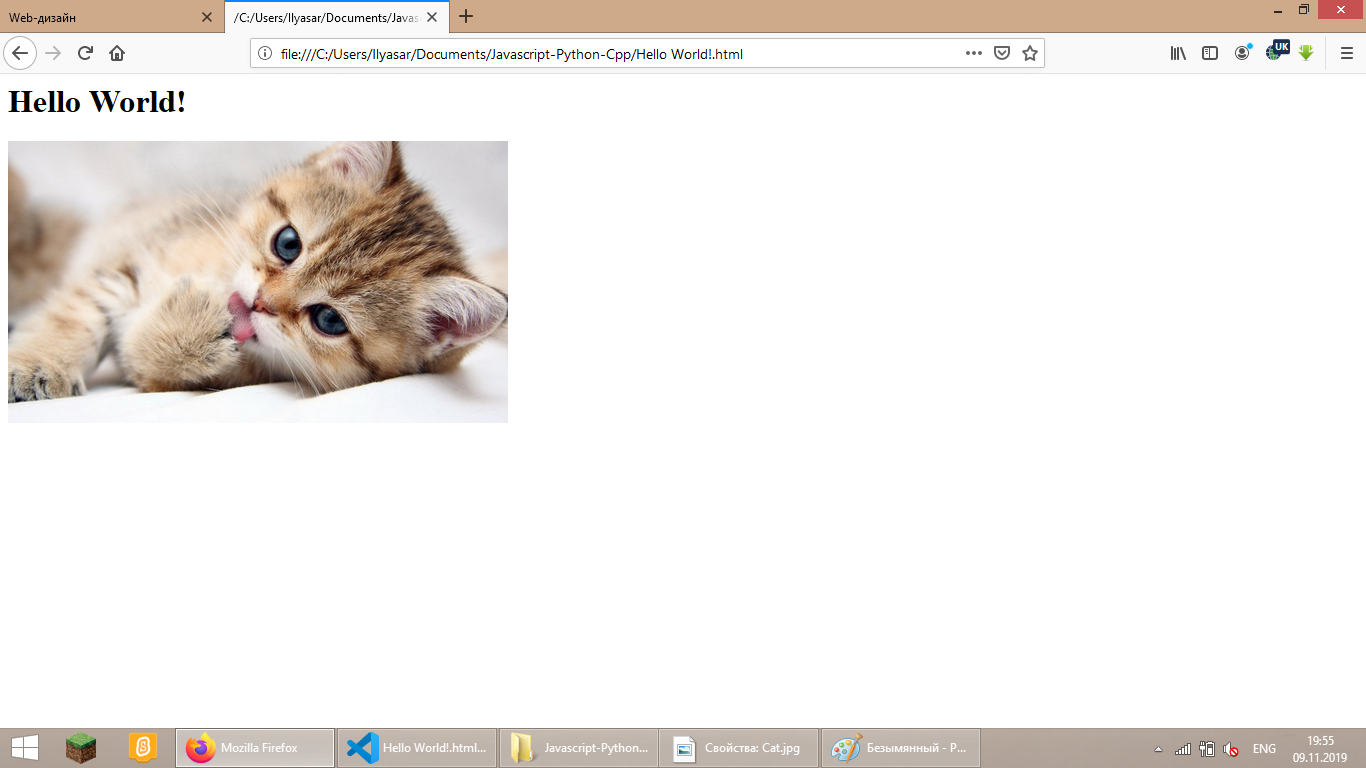 Web-дизайн
/C:/Users/Ilyasar/Documents/Javas
file:///C:/Users/Ilyasar/Documents/Javascript-Python-Cpp/Hello World!.html
UK
Hello World!
Mozilla Firefox
Hello World!.html...
Javascript-Python...
Свойства: Cat.jpg
Безымянный - P...
ENG
19:55
09.11.2019